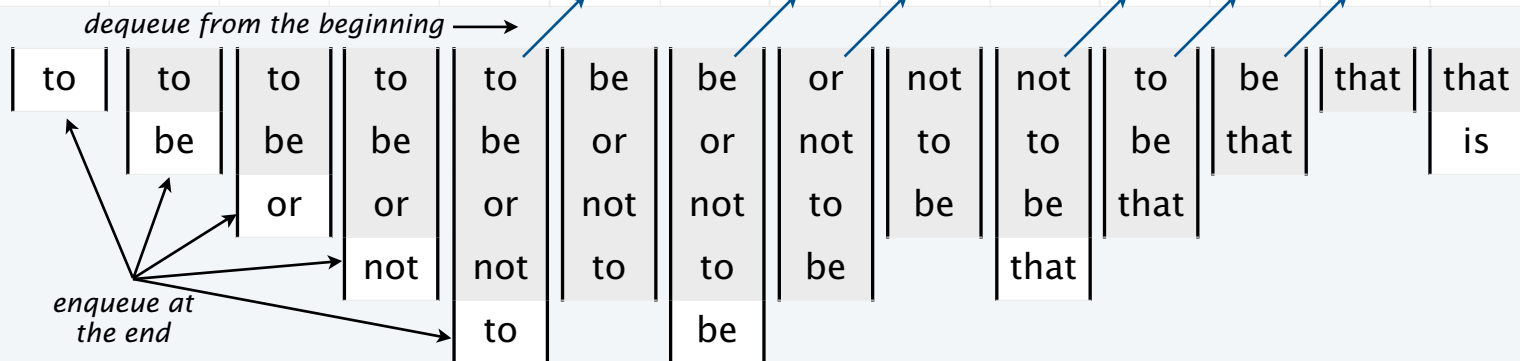 dequeue from the beginning
to to to to to be be or not not to be that that
be be be be or or not to to be that is
or or or not not to be be that
not not to to be that
enqueue at
the end
to be